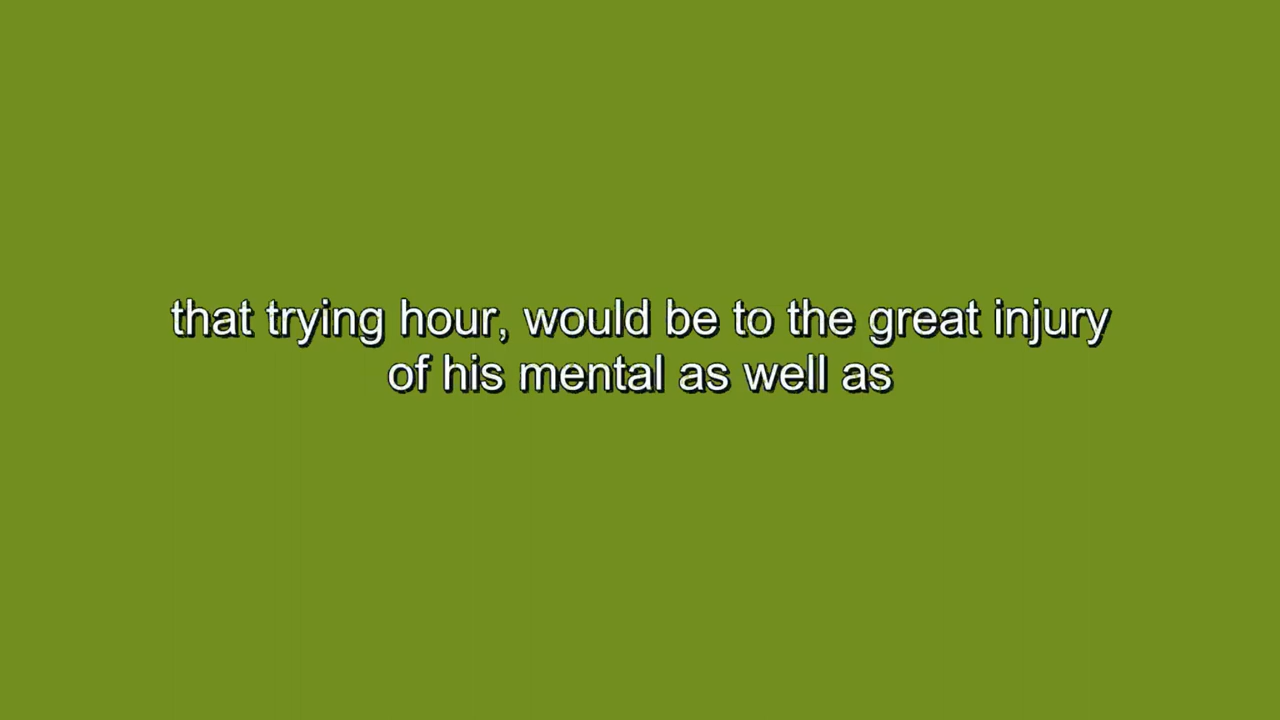 that trying hour, would be to the great injury
of his mental as well as